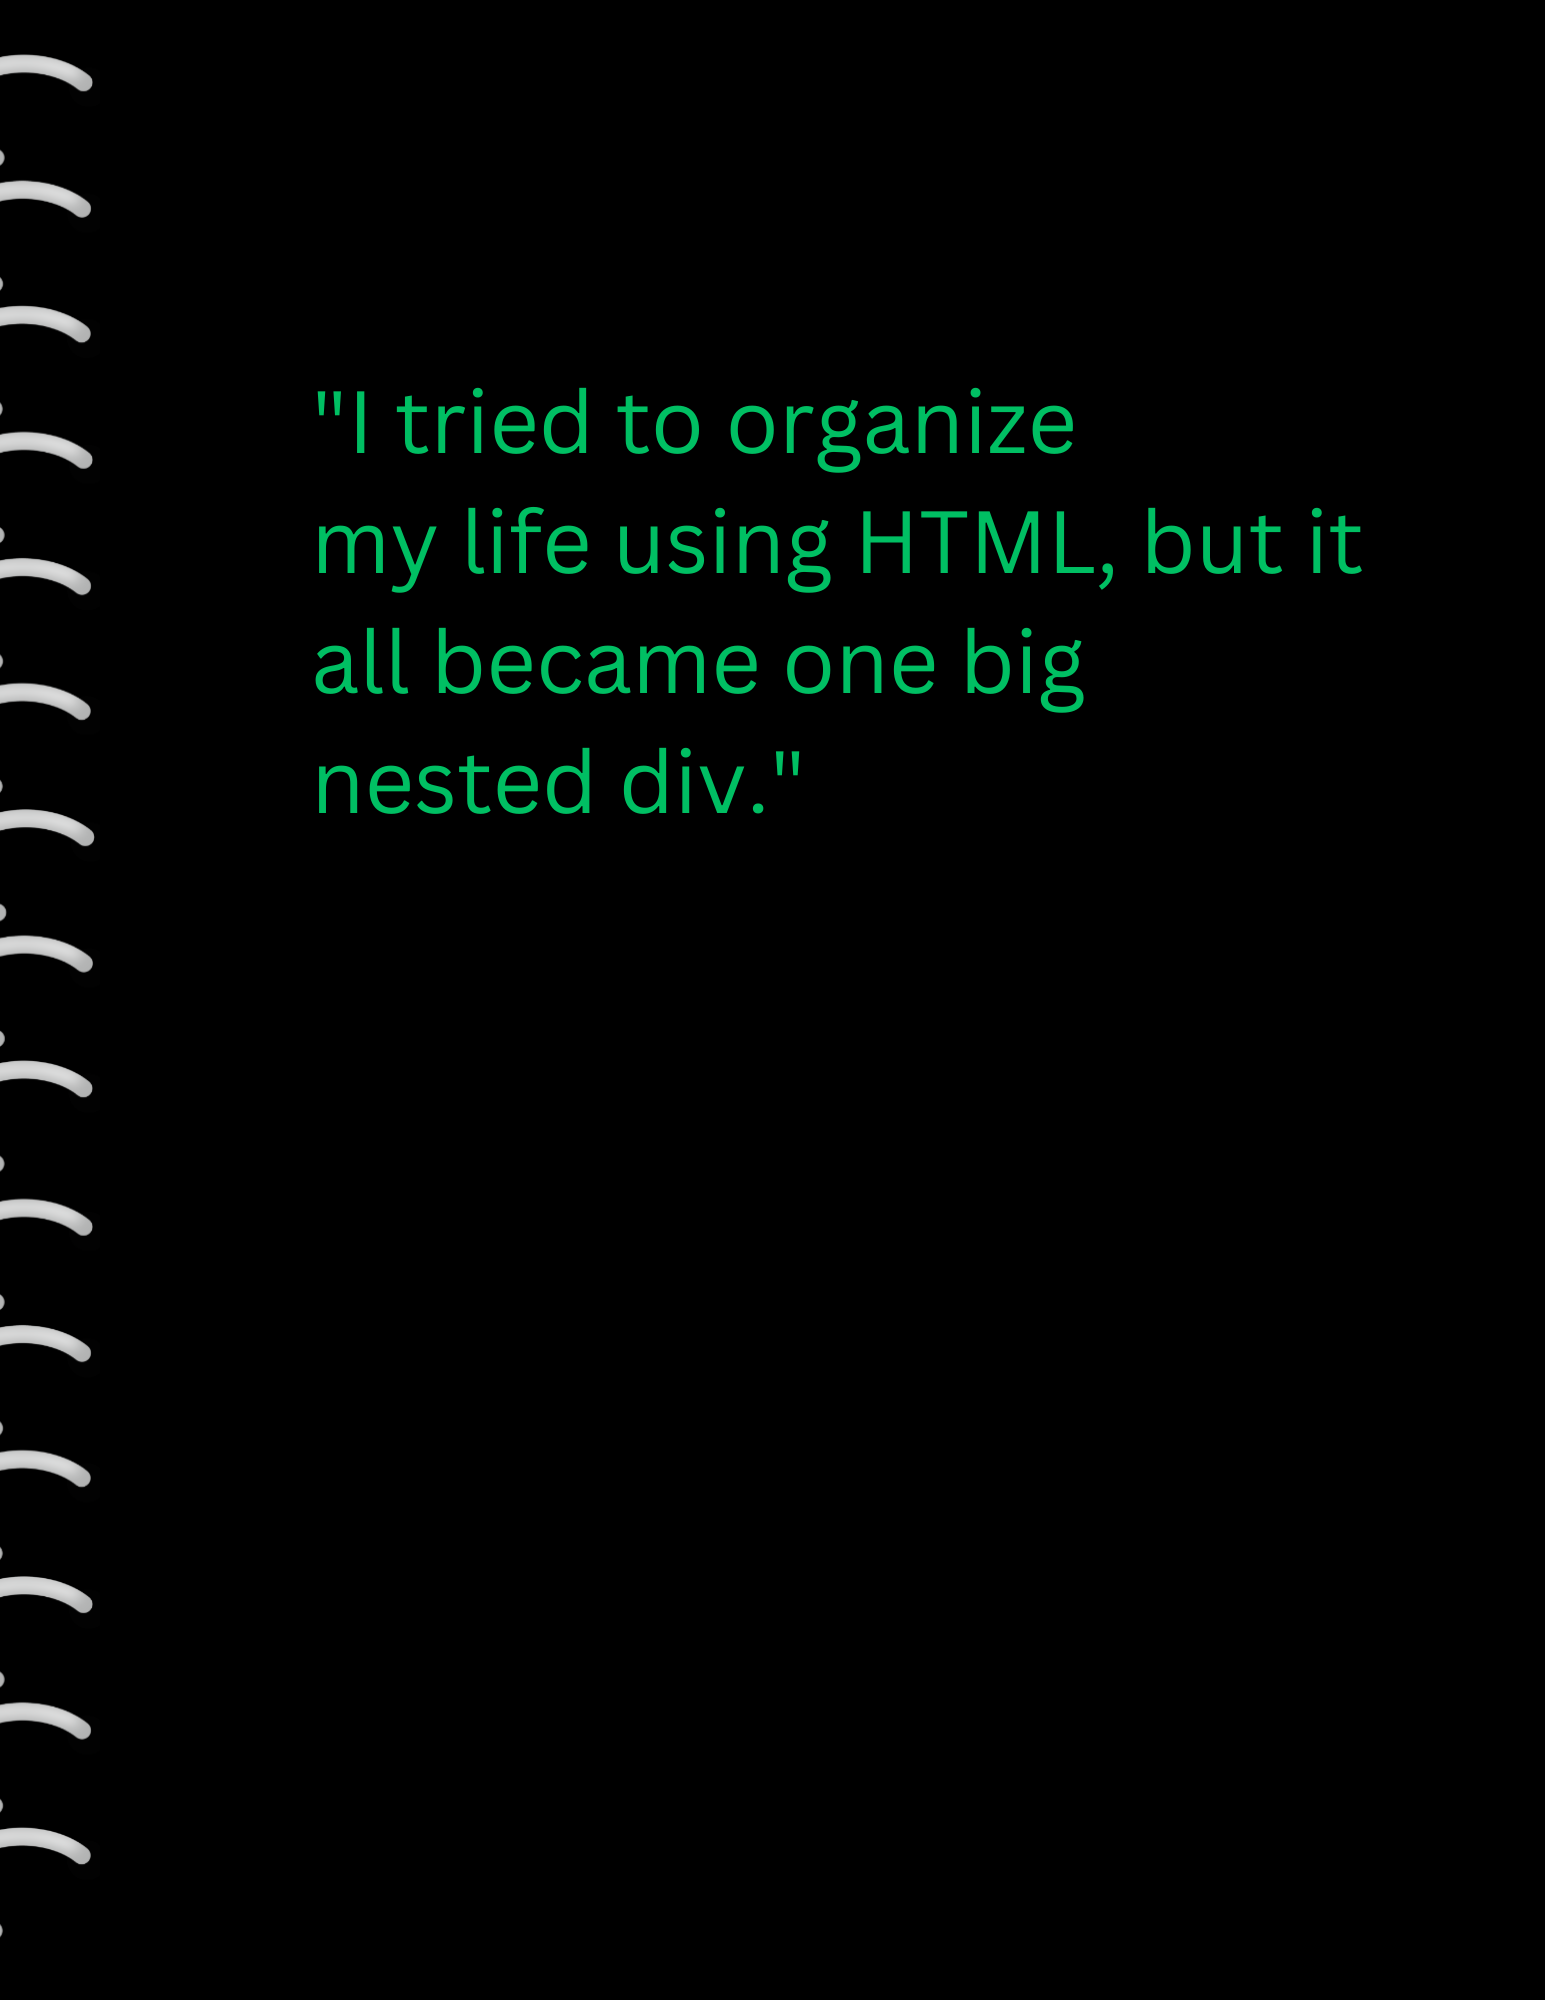 "I tried to organize
my life using HTML, but it
all became one big
nested div."